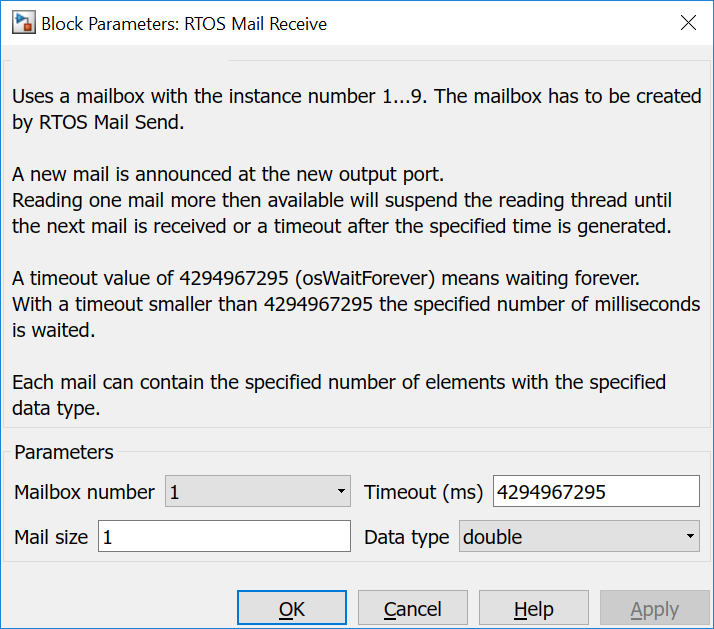 Block Parameters: RTOS Mail Receive
Uses a mailbox with the instance number 1...9. The mailbox has to be created
by RTOS Mail Send.
A new mail is announced at the new output port.
Reading one mail more then available will suspend the reading thread until
the next mail is received or a timeout after the specified time is generated.
A timeout value of 4294967295 (osWaitForever) means waiting forever.
With a timeout smaller than 4294967295 the specified number of milliseconds
is waited.
Each mail can contain the specified number of elements with the specified
data type.
Parameters
Mailbox number 1 Timeout (ms) 4294967295
Mail size 1 Data type double
OK Cancel Help Apply